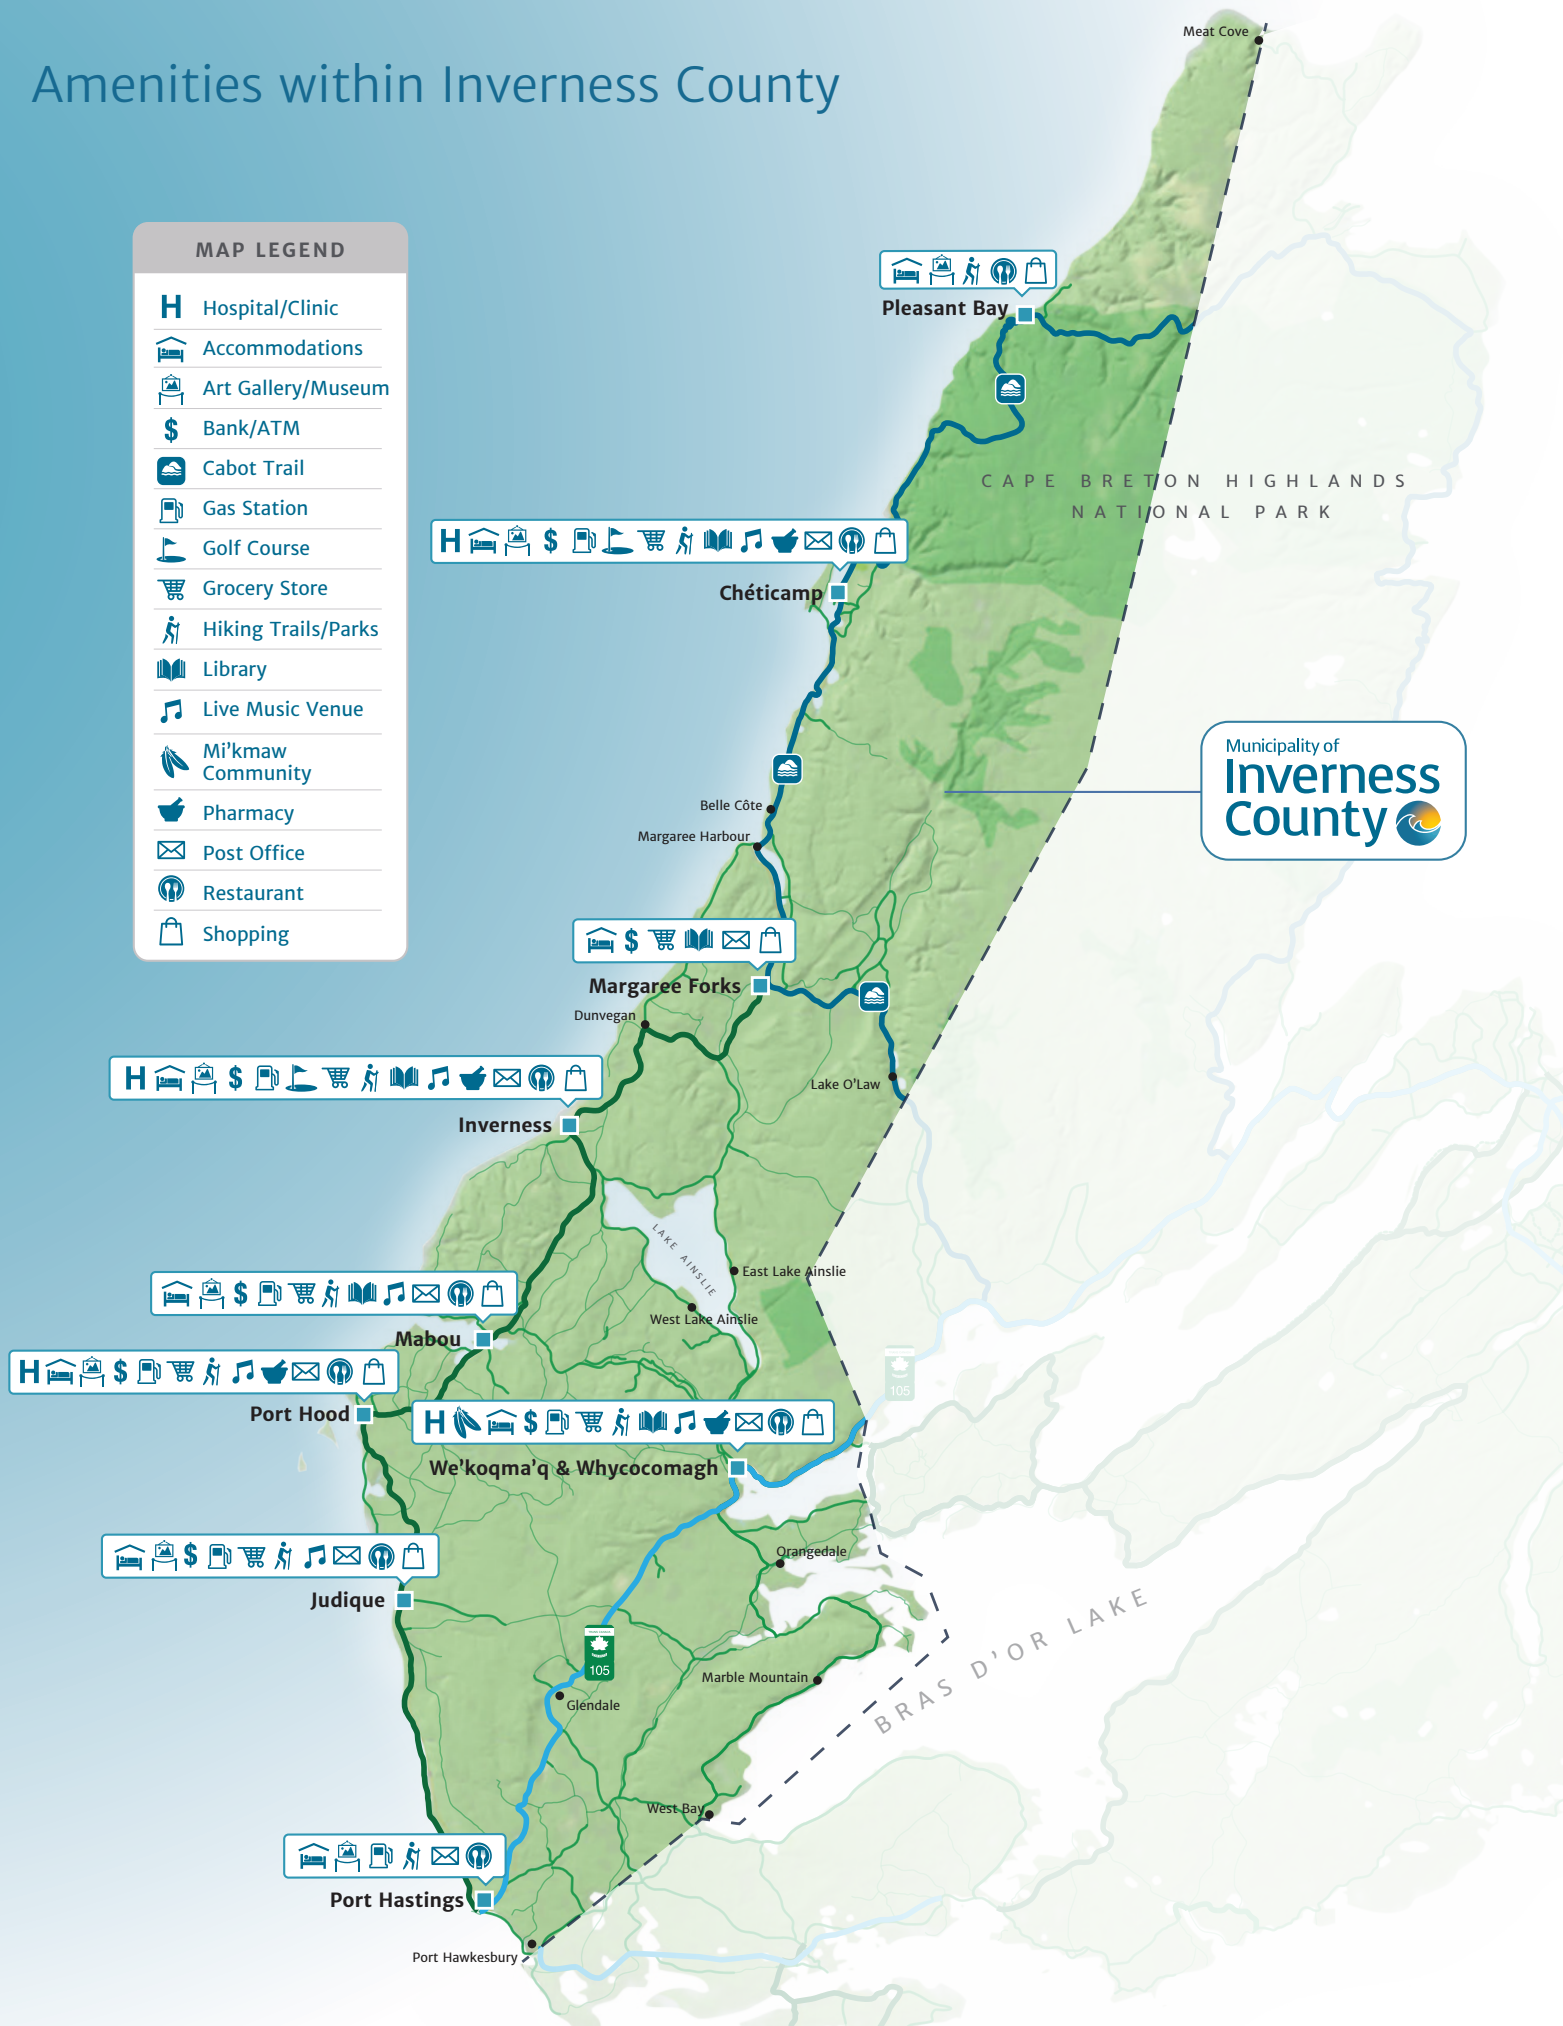 Amenities within Inverness County
Meat Cove
MAP LEGEND
H Hospital/Clinic
Accommodations
Art Gallery/Museum
$ Bank/ATM
Cabot Trail
Gas Station
Golf Course
Grocery Store
Hiking Trails/Parks
Library
Live Music Venue
Mi'kmaw
Community
Pharmacy
Post Office
Restaurant
Shopping
Pleasant Bay
CAPE BRETON HIGHLANDS
NATIONAL PARK
H $
Chéticamp
Municipality of
Inverness
County
Belle Côte
Margaree Harbour
$
Margaree Forks
Dunvegan
Lake O'Law
H $
Inverness
LAKE AINSLIE
East Lake Ainslie
West Lake Ainslie
$
Mabou
H $
Port Hood
105
H $
We'koqma'q & Whycocomagh
$
Judique
Orangedale
BRAS D'OR LAKE
105
Marble Mountain
Glendale
West Bay
Port Hastings
Port Hawkesbury